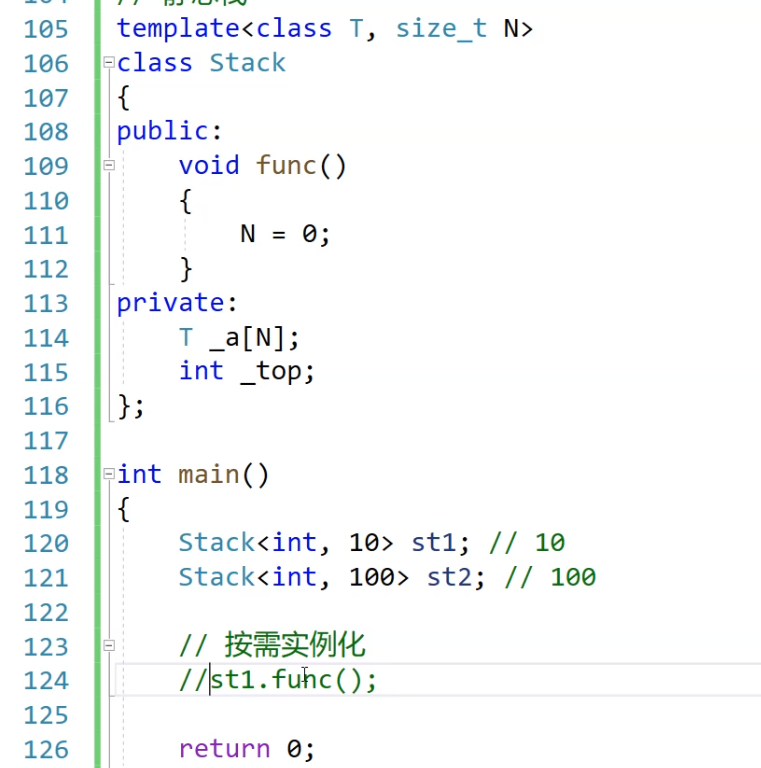 105 template<class T, size_t N>
106 class Stack
107 {
108 public:
109     void func()
110     {
111         N = 0;
112     }
113 private:
114     T _a[N];
115     int _top;
116 };
117
118 int main()
119 {
120     Stack<int, 10> st1; // 10
121     Stack<int, 100> st2; // 100
122
123     // 按需实例化
124     //st1.func();
125
126     return 0;